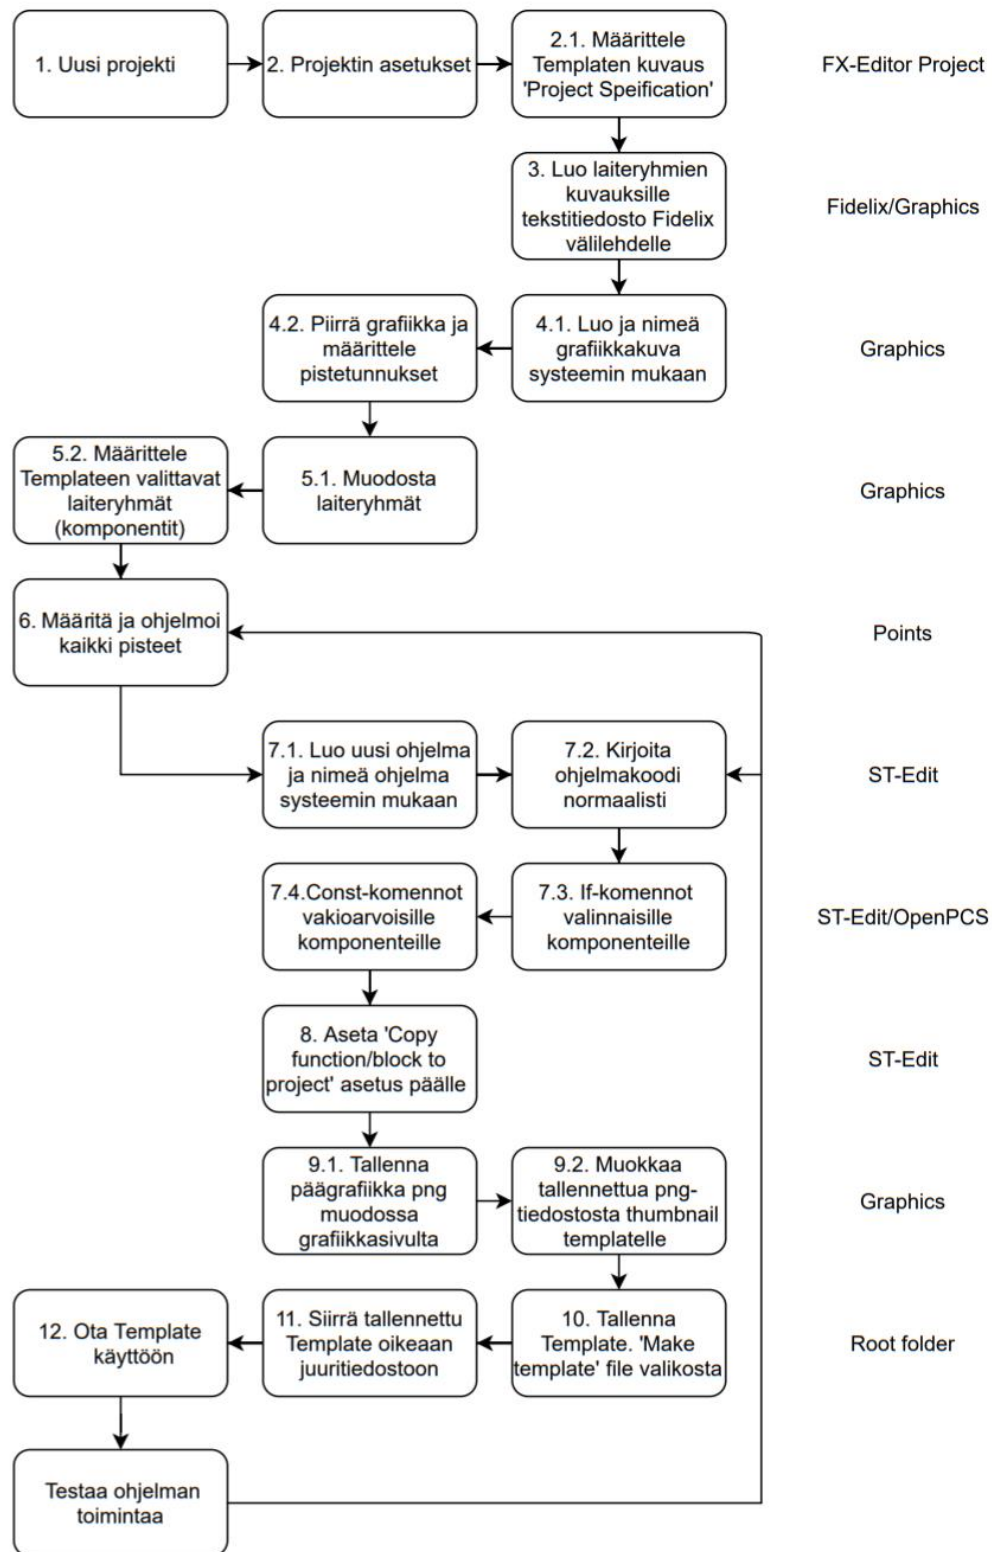 1. Uusi projekti
2. Projektin asetukset
2.1. Määrittele
Templaten kuvaus
'Project Speification'
FX-Editor Project
3. Luo laiteryhmien
kuvauksille
tekstitiedosto Fidelix
välilehdelle
Fidelix/Graphics
4.2. Piirrä grafiikka ja
määrittele
pistetunnukset
4.1. Luo ja nimeä
grafiikkakuva
systeemin mukaan
Graphics
5.2. Määrittele
Templateen valittavat
laiteryhmät
(komponentit)
5.1. Muodosta
laiteryhmät
Graphics
6. Määritä ja ohjelmoi
kaikki pisteet
Points
7.1. Luo uusi ohjelma
ja nimeä ohjelma
systeemin mukaan
7.2. Kirjoita
ohjelmakoodi
normaalisti
ST-Edit
7.4.Const-komennot
vakioarvoisille
komponenteille
7.3. If-komennot
valinnaisille
komponenteille
ST-Edit/OpenPCS
8. Aseta 'Copy
function/block to
project' asetus päälle
ST-Edit
9.1. Tallenna
päägrafiikka png
muodossa
grafiikkasivulta
9.2. Muokkaa
tallennettua png-
tiedostosta thumbnail
templatelle
Graphics
12. Ota Template
käyttöön
11. Siirrä tallennettu
Template oikeaan
juuritiedostoon
10. Tallenna
Template. 'Make
template' file valikosta
Root folder
Testaa ohjelman
toimintaa